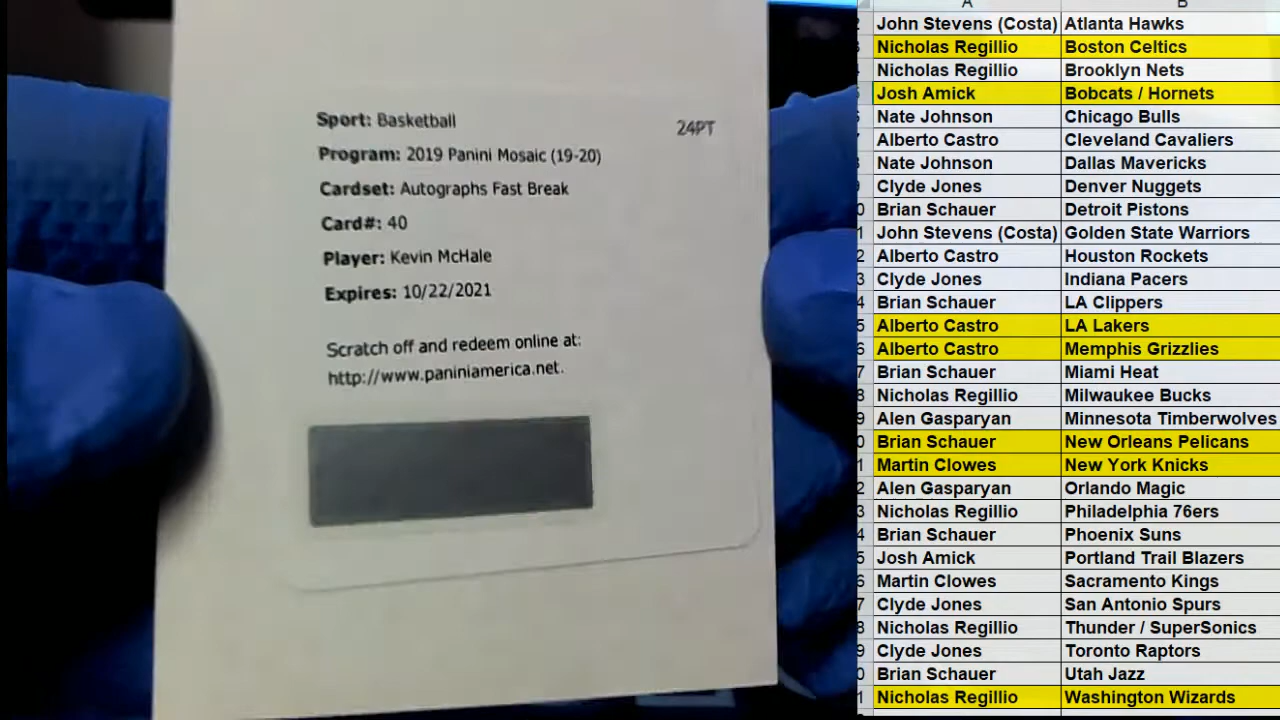 Sport: Basketball
24PT
Program: 2019 Panini Mosaic (19-20)
Cardset: Autographs Fast Break
Card#: 40
Player: Kevin McHale
Expires: 10/22/2021
Scratch off and redeem online at:
http://www.paniniamerica.net.
A B
John Stevens (Costa) Atlanta Hawks
Nicholas Regillio Boston Celtics
Nicholas Regillio Brooklyn Nets
Josh Amick Bobcats / Hornets
Nate Johnson Chicago Bulls
Alberto Castro Cleveland Cavaliers
Nate Johnson Dallas Mavericks
Clyde Jones Denver Nuggets
Brian Schauer Detroit Pistons
John Stevens (Costa) Golden State Warriors
Alberto Castro Houston Rockets
Clyde Jones Indiana Pacers
Brian Schauer LA Clippers
Alberto Castro LA Lakers
Alberto Castro Memphis Grizzlies
Brian Schauer Miami Heat
Nicholas Regillio Milwaukee Bucks
Alen Gasparyan Minnesota Timberwolves
Brian Schauer New Orleans Pelicans
Martin Clowes New York Knicks
Alen Gasparyan Orlando Magic
Nicholas Regillio Philadelphia 76ers
Brian Schauer Phoenix Suns
Josh Amick Portland Trail Blazers
Martin Clowes Sacramento Kings
Clyde Jones San Antonio Spurs
Nicholas Regillio Thunder / SuperSonics
Clyde Jones Toronto Raptors
Brian Schauer Utah Jazz
Nicholas Regillio Washington Wizards